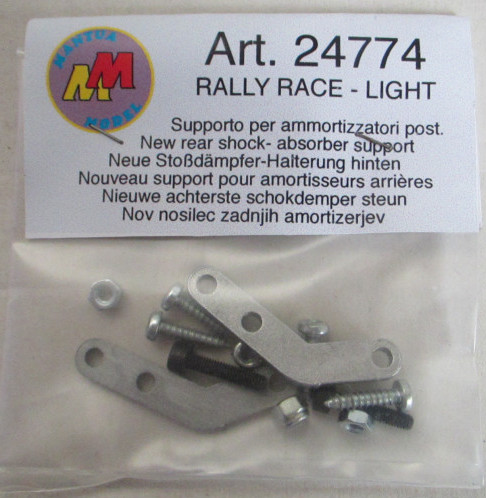 MANTUA
MM
MODEL
Art. 24774
RALLY RACE - LIGHT
Supporto per ammortizzatori post.
New rear shock- absorber support
Neue Stoßdämpfer-Halterung hinten
Nouveau support pour amortisseurs arrières
Nieuwe achterste schokdemper steun
Nov nosilec zadnjih amortizerjev